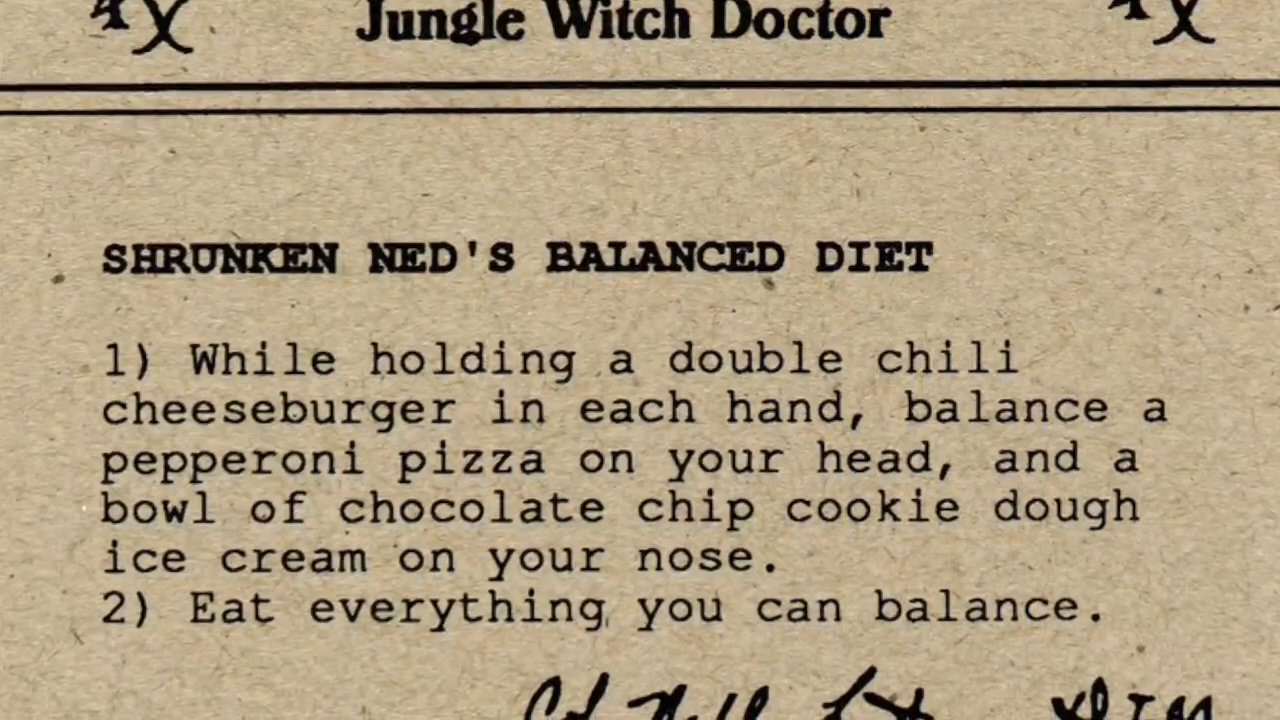 Jungle Witch Doctor
SHRUNKEN NED'S BALANCED DIET
1) While holding a double chili
cheeseburger in each hand, balance a
pepperoni pizza on your head, and a
bowl of chocolate chip cookie dough
ice cream on your nose.
2) Eat everything you can balance.